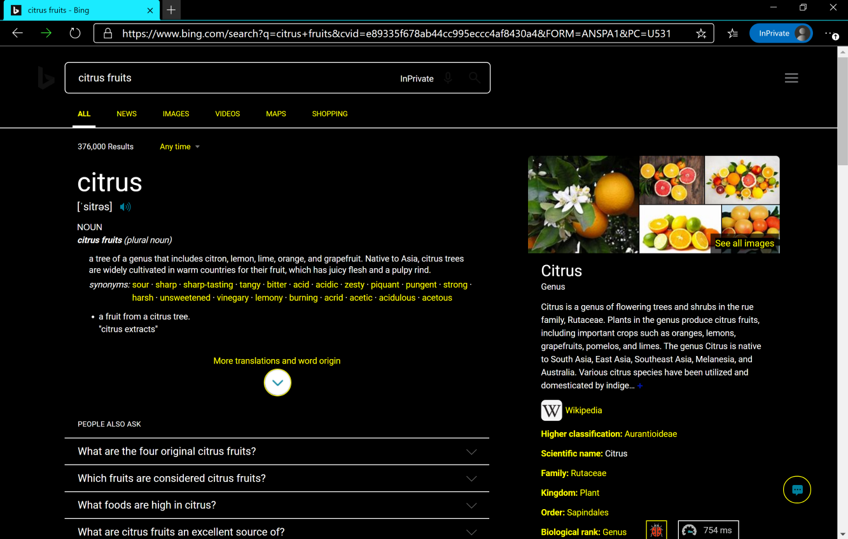 citrus fruits - Bing
https://www.bing.com/search?q=citrus+fruits&cvid=e89335f678ab44cc995eccc4af8430a4&FORM=ANSPA1&PC=U531
InPrivate
citrus fruits
InPrivate
ALL NEWS IMAGES VIDEOS MAPS SHOPPING
376,000 Results Any time
citrus
[ˈsitrəs]
NOUN
citrus fruits (plural noun)
a tree of a genus that includes citron, lemon, lime, orange, and grapefruit. Native to Asia, citrus trees
are widely cultivated in warm countries for their fruit, which has juicy flesh and a pulpy rind.
synonyms: sour · sharp · sharp-tasting · tangy · bitter · acid · acidic · zesty · piquant · pungent · strong ·
harsh · unsweetened · vinegary · lemony · burning · acrid · acetic · acidulous · acetous
• a fruit from a citrus tree.
"citrus extracts"
More translations and word origin
PEOPLE ALSO ASK
What are the four original citrus fruits?
Which fruits are considered citrus fruits?
What foods are high in citrus?
What are citrus fruits an excellent source of?
See all images
Citrus
Genus
Citrus is a genus of flowering trees and shrubs in the rue
family, Rutaceae. Plants in the genus produce citrus fruits,
including important crops such as oranges, lemons,
grapefruits, pomelos, and limes. The genus Citrus is native
to South Asia, East Asia, Southeast Asia, Melanesia, and
Australia. Various citrus species have been utilized and
domesticated by indige…
W Wikipedia
Higher classification: Aurantioideae
Scientific name: Citrus
Family: Rutaceae
Kingdom: Plant
Order: Sapindales
Biological rank: Genus
754 ms